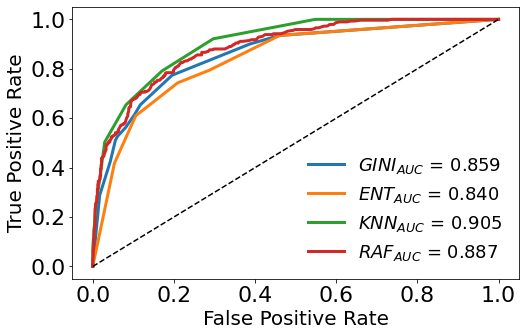 1.0
0.8
0.6
0.4
0.2
0.0
True Positive Rate
GINI_AUC = 0.859
ENT_AUC = 0.840
KNN_AUC = 0.905
RAF_AUC = 0.887
0.0 0.2 0.4 0.6 0.8 1.0
False Positive Rate